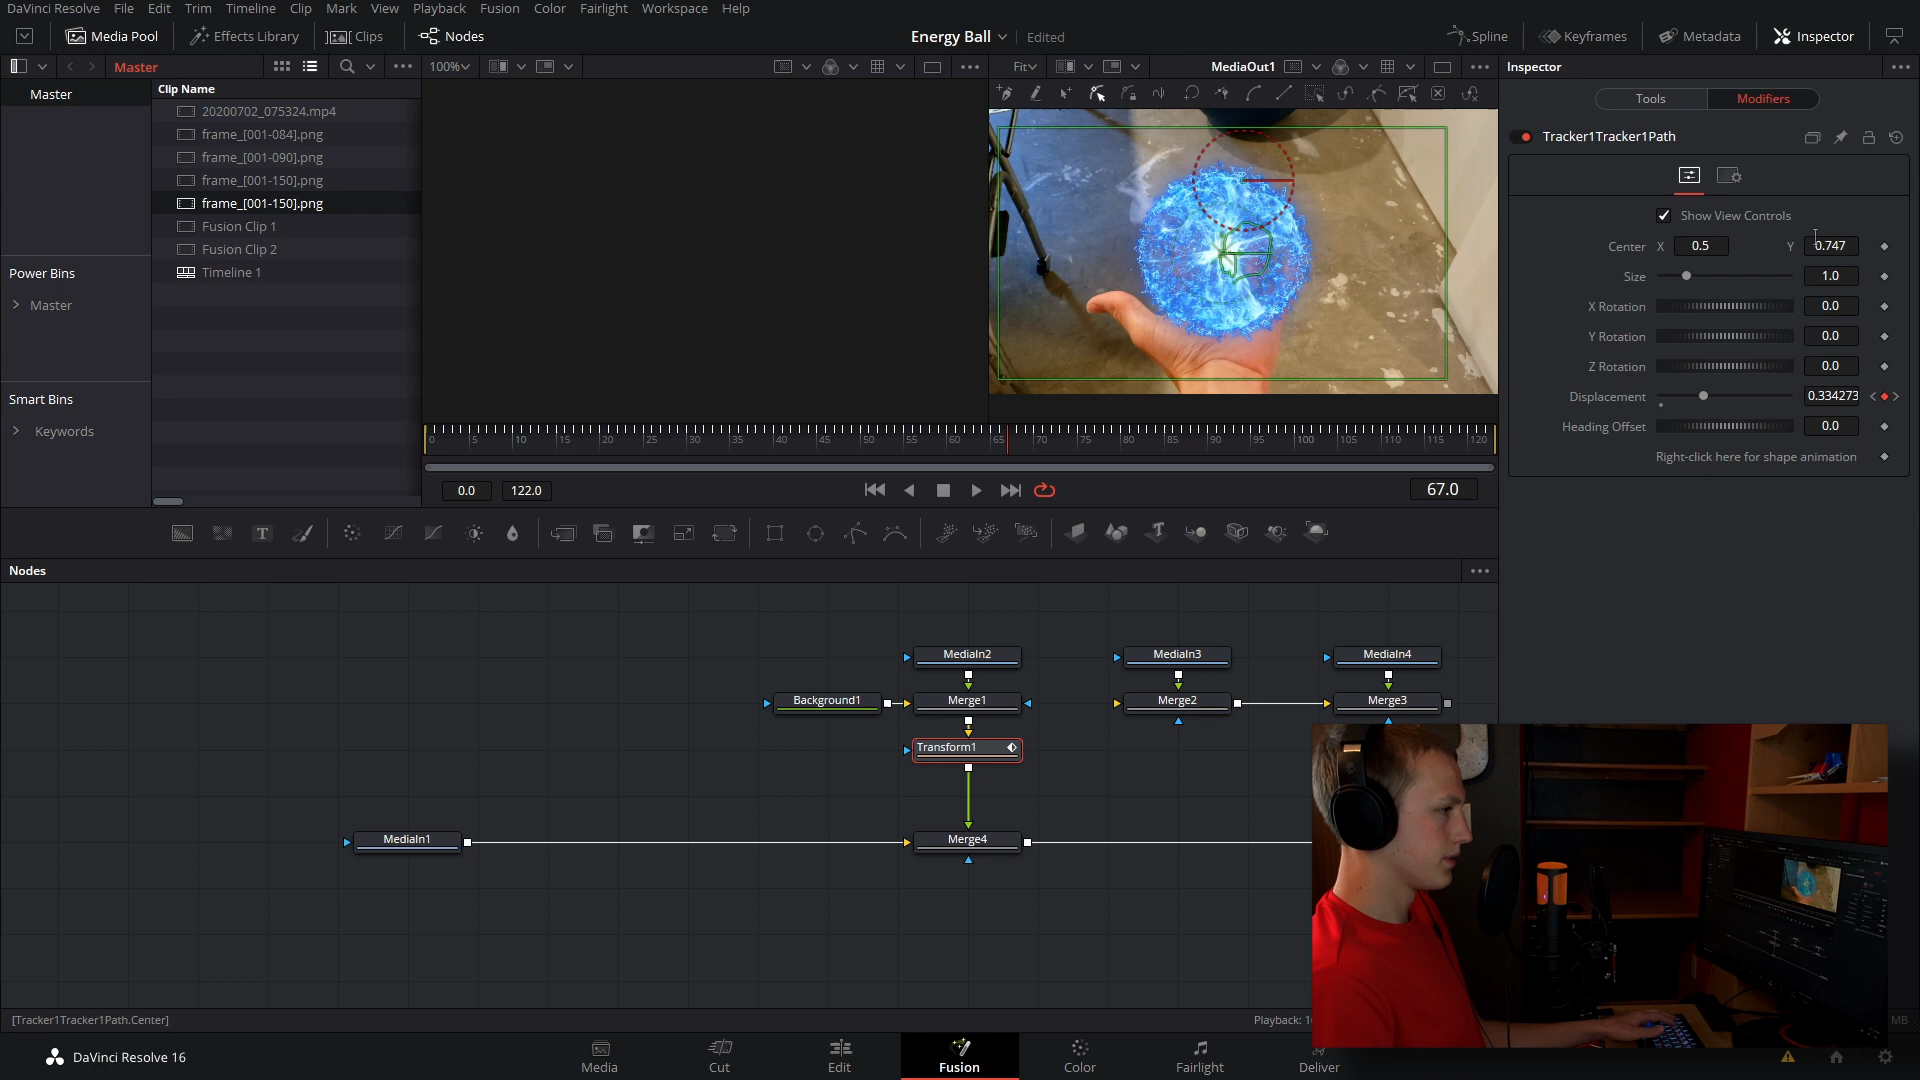 DaVinci Resolve File Edit Trim Timeline Clip Mark View Playback Fusion Color Fairlight Workspace Help
Media Pool Effects Library Clips Nodes Energy Ball Edited Spline Keyframes Metadata Inspector
Master 100% Fit MediaOut1 Inspector
Master
Clip Name
Tools Modifiers
20200702_075324.mp4
frame_[001-084].png
frame_[001-090].png
frame_[001-150].png
frame_[001-150].png
Fusion Clip 1
Fusion Clip 2
Timeline 1
Power Bins
Master
Smart Bins
Keywords
Tracker1Tracker1Path
Show View Controls
Center X 0.5 Y 0.747
Size 1.0
X Rotation 0.0
Y Rotation 0.0
Z Rotation 0.0
Displacement 0.334273
Heading Offset 0.0
Right-click here for shape animation
0 5 10 15 20 25 30 35 40 45 50 55 60 65 70 75 80 85 90 95 100 105 110 115 120
0.0 122.0 67.0
Nodes
MediaIn2 MediaIn3 MediaIn4
Background1 Merge1 Merge2 Merge3
Transform1
MediaIn1 Merge4
[Tracker1Tracker1Path.Center] Playback: MB
DaVinci Resolve 16
Media Cut Edit Fusion Color Fairlight Deliver